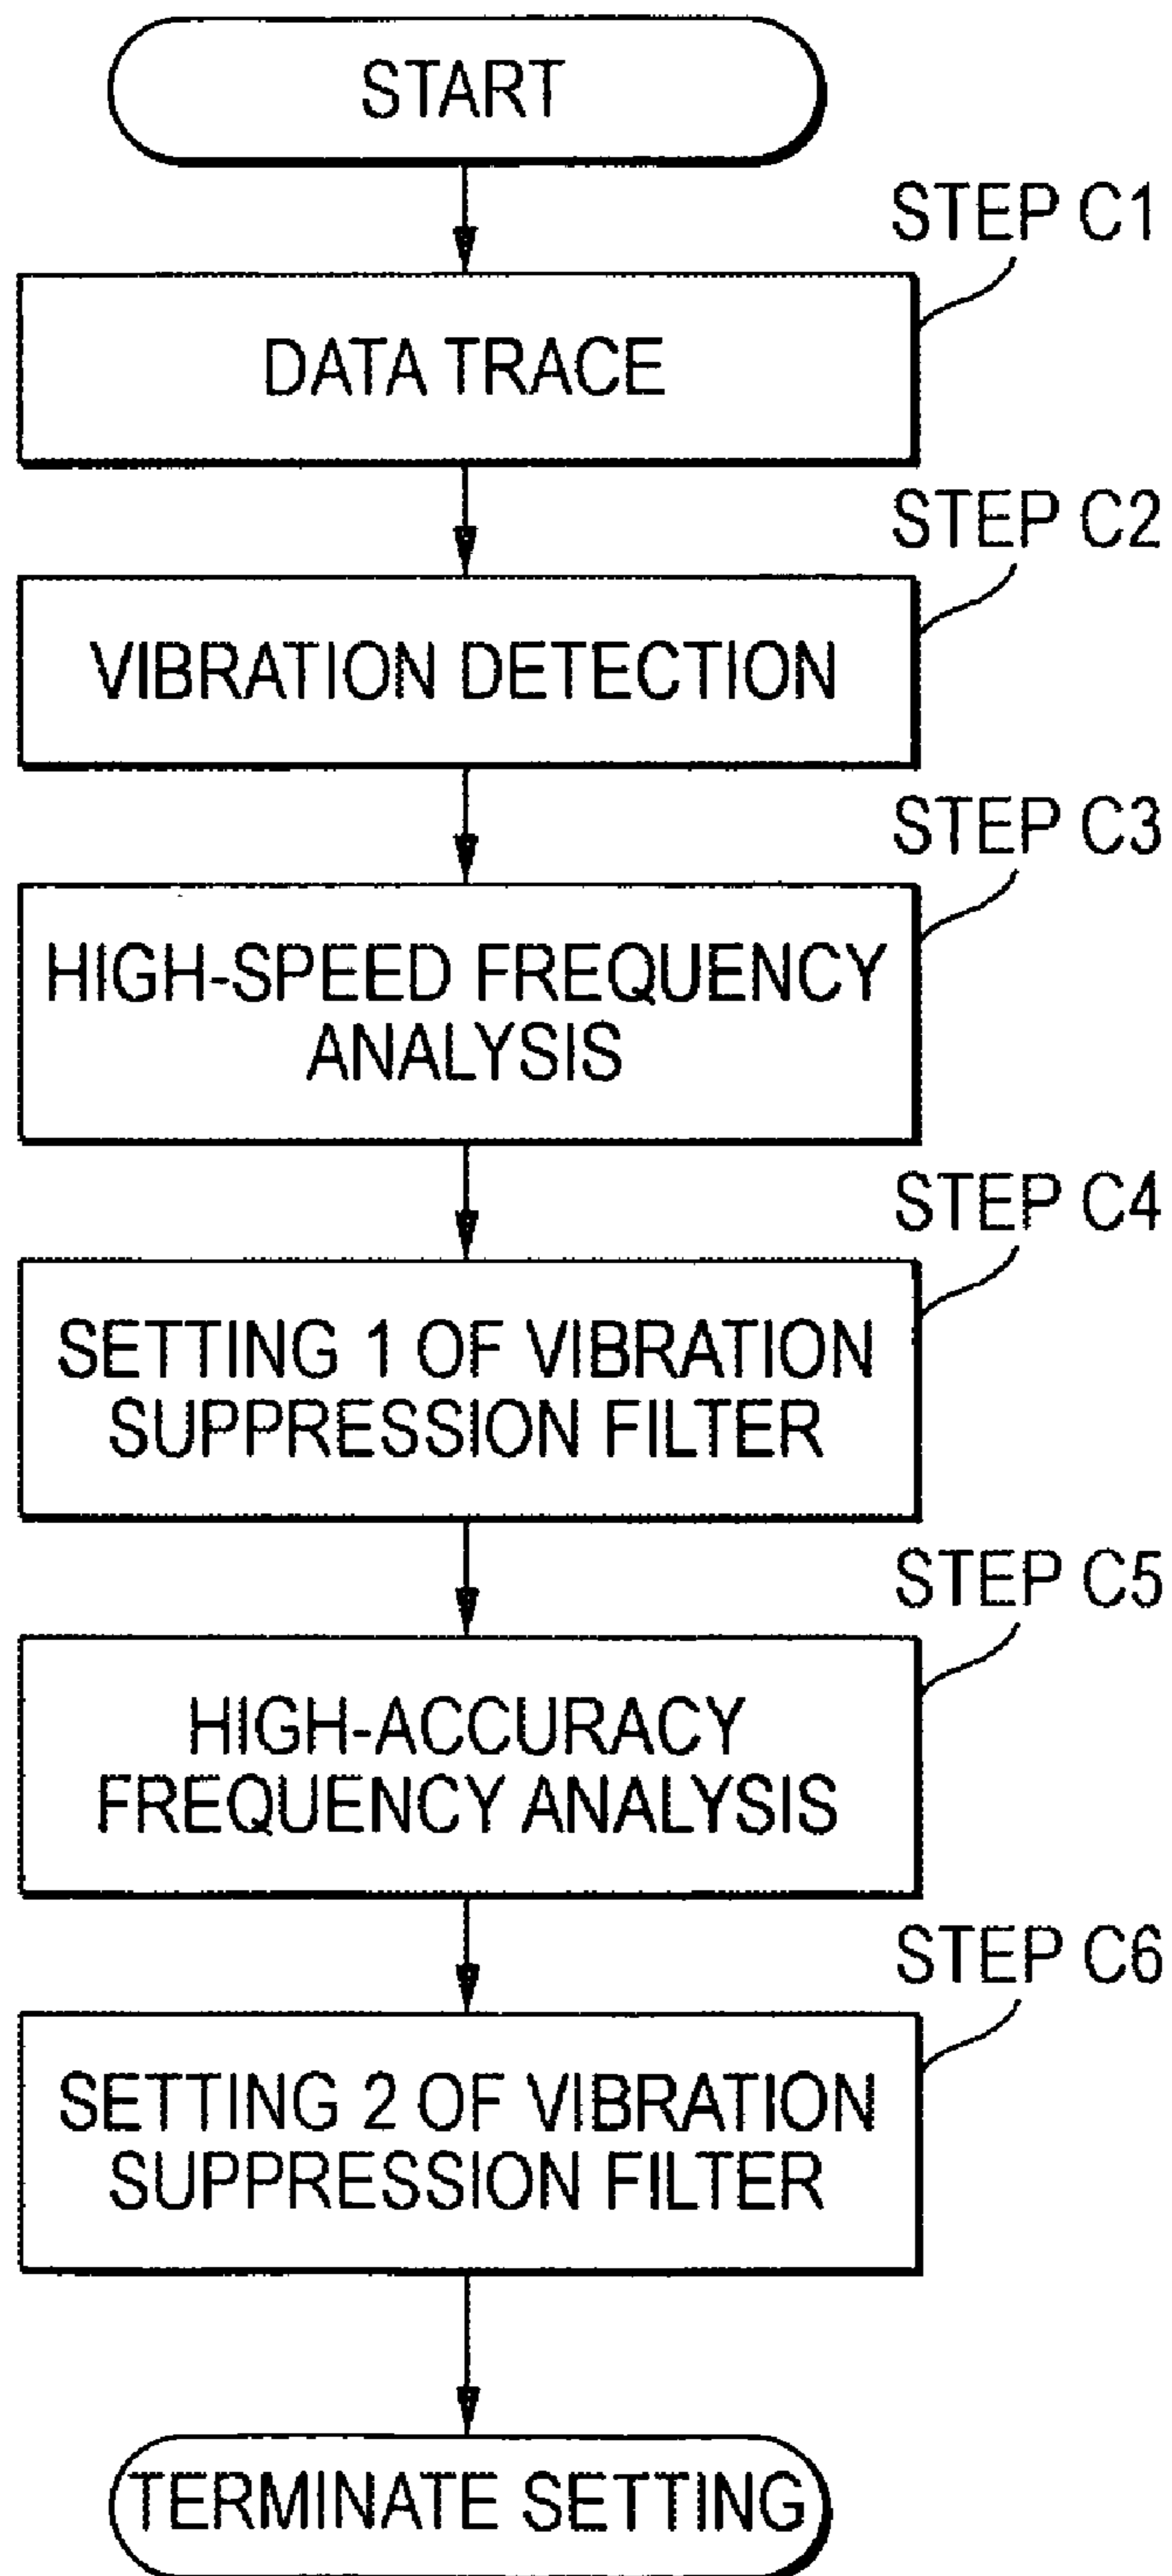 START
STEP C1
DATA TRACE
STEP C2
VIBRATION DETECTION
STEP C3
HIGH-SPEED FREQUENCY
ANALYSIS
STEP C4
SETTING 1 OF VIBRATION
SUPPRESSION FILTER
STEP C5
HIGH-ACCURACY
FREQUENCY ANALYSIS
STEP C6
SETTING 2 OF VIBRATION
SUPPRESSION FILTER
TERMINATE SETTING